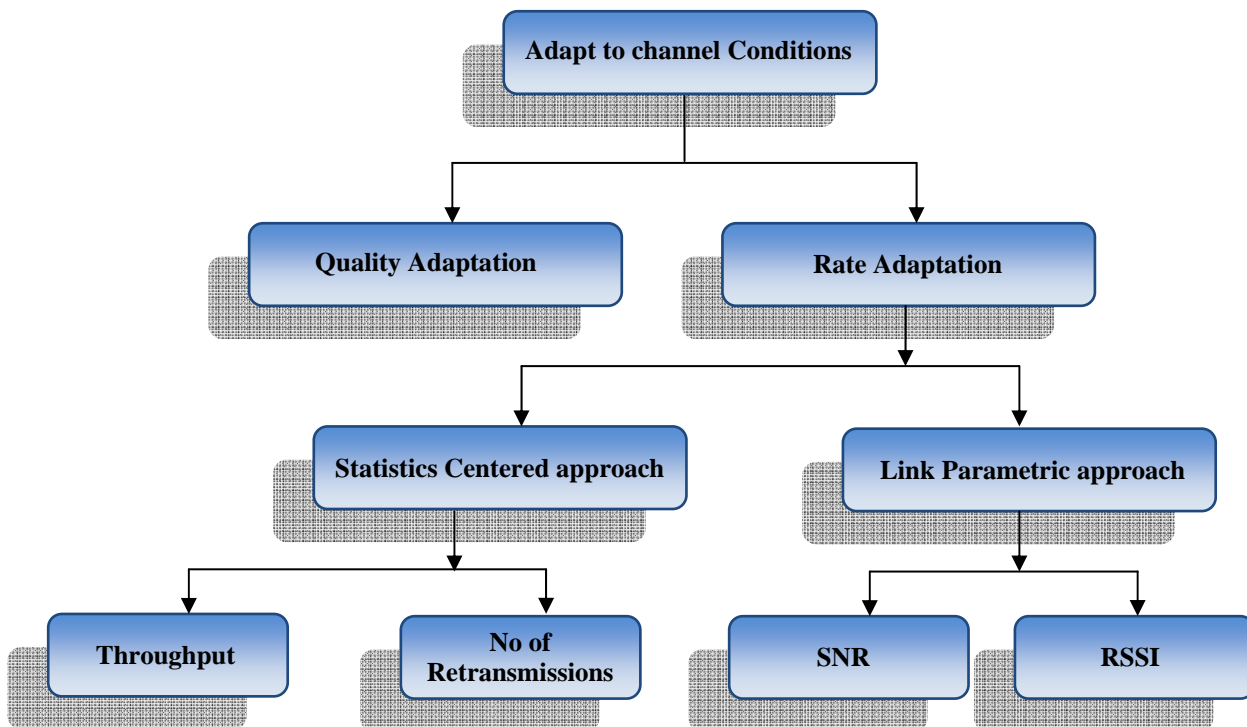 Adapt to channel Conditions
Quality Adaptation
Rate Adaptation
Statistics Centered approach
Link Parametric approach
Throughput
No of
Retransmissions
SNR
RSSI